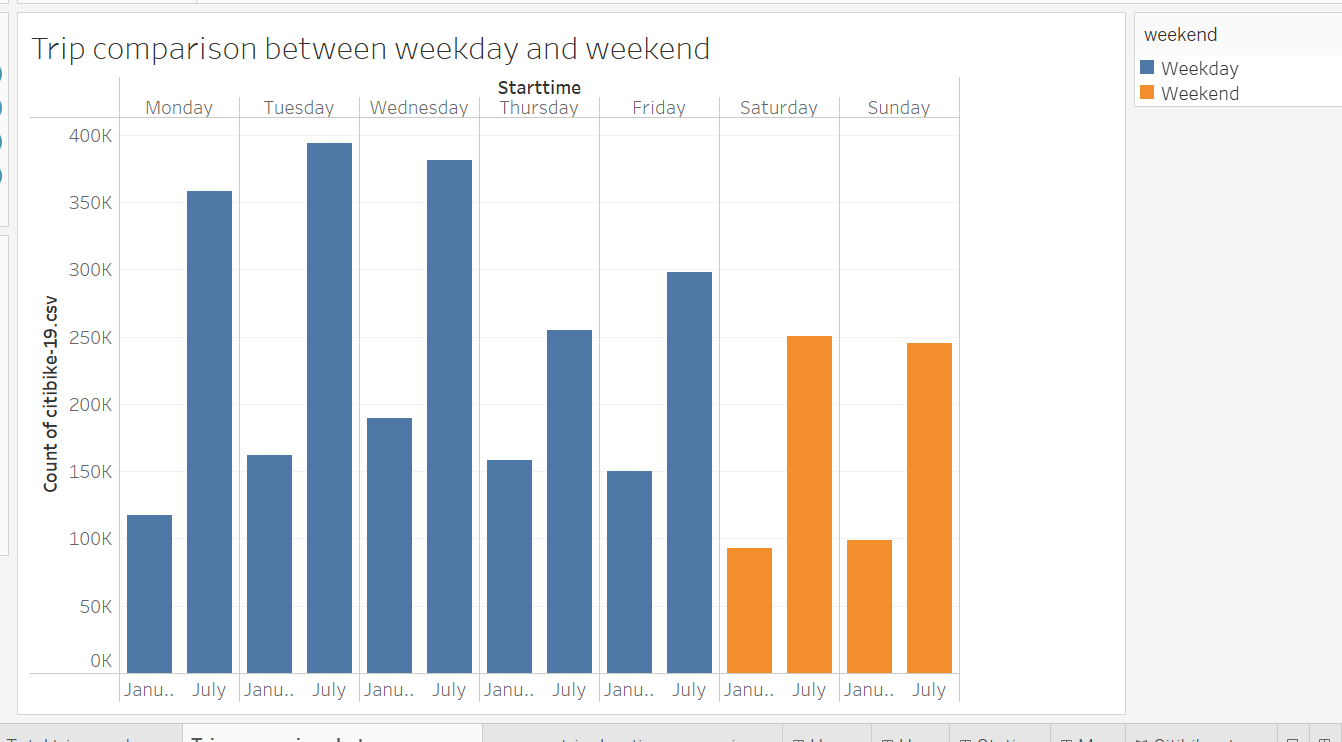 Trip comparison between weekday and weekend
weekend
Weekday
Weekend
Starttime
Monday Tuesday Wednesday Thursday Friday Saturday Sunday
400K
350K
300K
250K
200K
150K
100K
50K
0K
Count of citibike-19.csv
Janu.. July Janu.. July Janu.. July Janu.. July Janu.. July Janu.. July Janu.. July